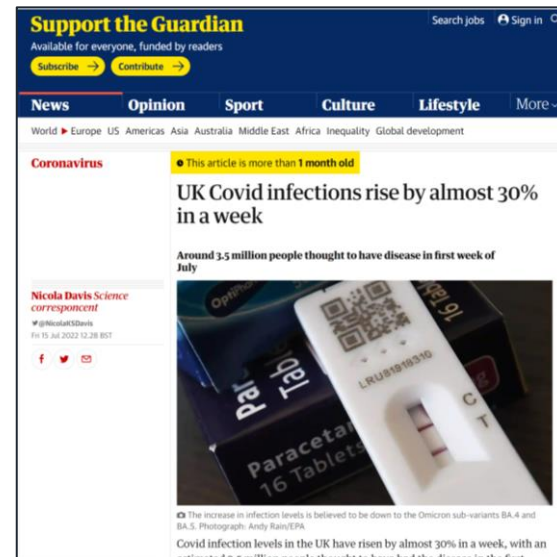 Support the Guardian
Available for everyone, funded by readers
Subscribe →
Contribute →
Search jobs
Sign in
News
Opinion
Sport
Culture
Lifestyle
More
World
Europe
US
Americas
Asia
Australia
Middle East
Africa
Inequality
Global development
Coronavirus
This article is more than 1 month old
UK Covid infections rise by almost 30%
in a week
Around 3.5 million people thought to have disease in first week of
July
Nicola Davis Science
correspondent
@NicolaKSDavis
Fri 15 Jul 2022 12.28 BST
LRU81918310
C
T
Paracetam
16 Tablets
The increase in infection levels is believed to be down to the Omicron sub-variants BA.4 and
BA.5. Photograph: Andy Rain/EPA
Covid infection levels in the UK have risen by almost 30% in a week, with an